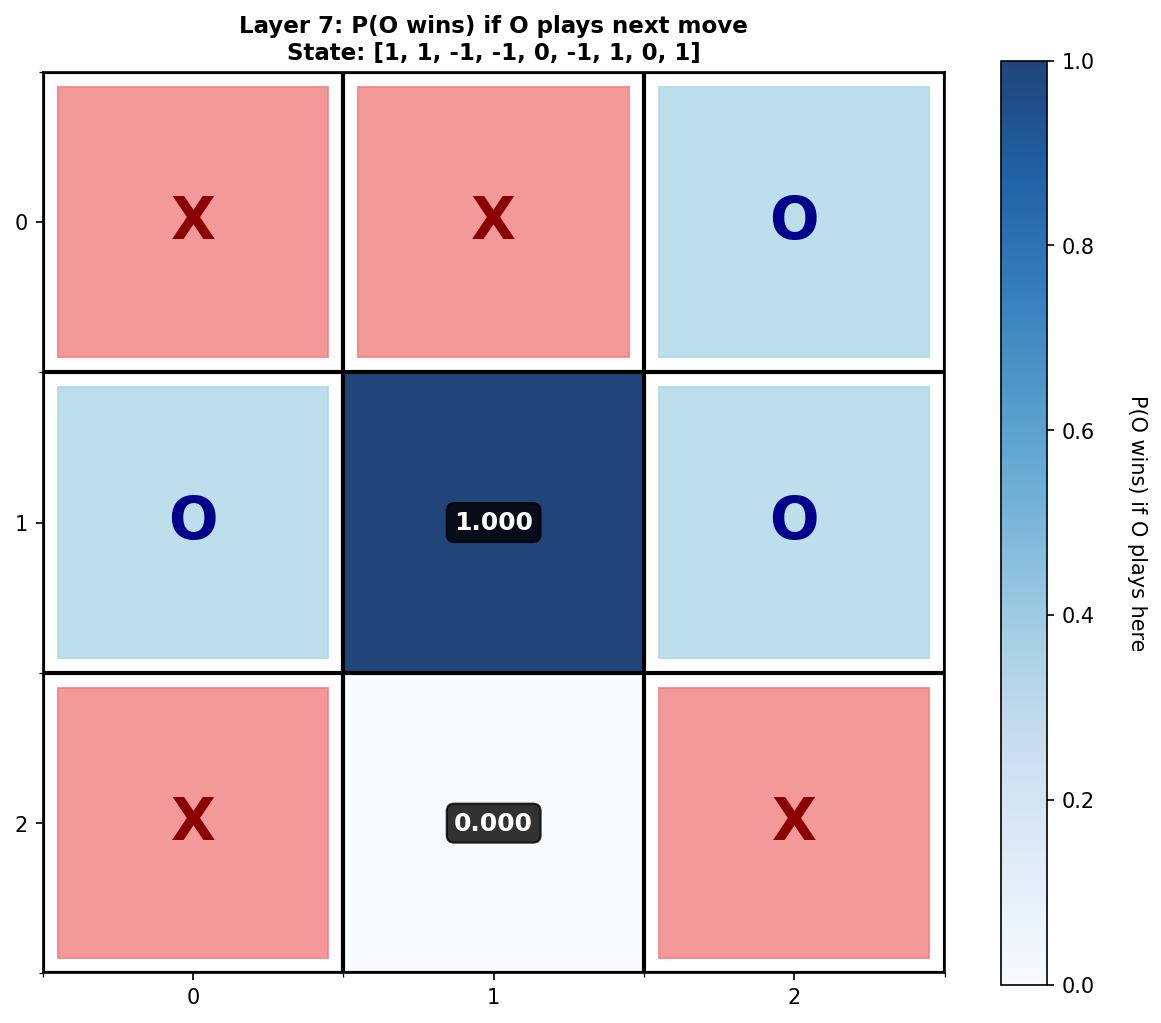 Layer 7: P(O wins) if O plays next move
State: [1, 1, -1, -1, 0, -1, 1, 0, 1]
X X O
O 1.000 O
X 0.000 X
0
1
2
0 1 2
1.0
0.8
0.6
0.4
0.2
0.0
P(O wins) if O plays here